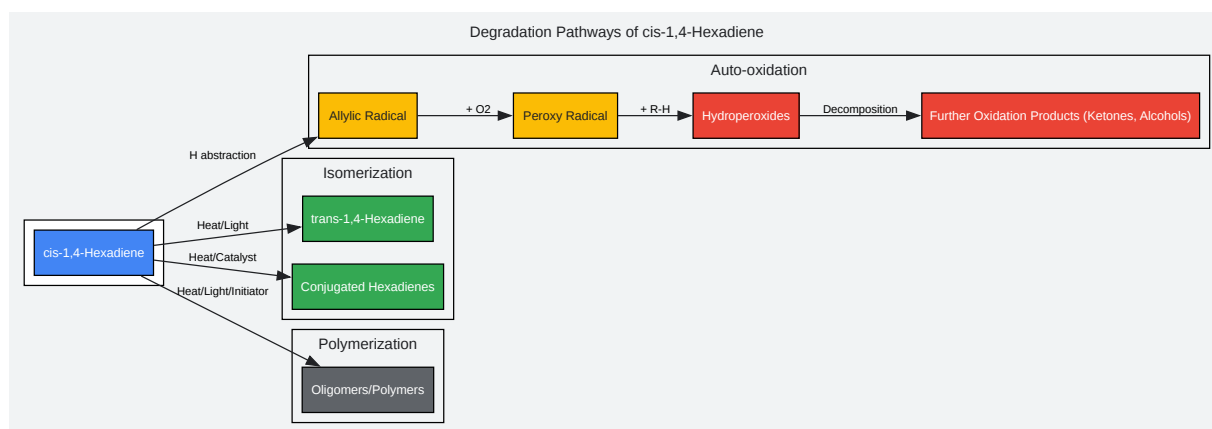 Degradation Pathways of cis-1,4-Hexadiene
Auto-oxidation
Allylic Radical
+ O2
Peroxy Radical
+ R-H
Hydroperoxides
Decomposition
Further Oxidation Products (Ketones, Alcohols)
H abstraction
Isomerization
trans-1,4-Hexadiene
Heat/Light
cis-1,4-Hexadiene
Heat/Catalyst
Conjugated Hexadienes
Heat/Light/Initiator
Polymerization
Oligomers/Polymers